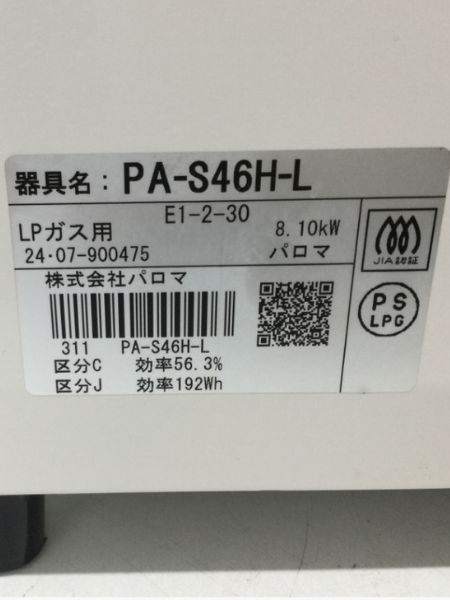 器具名：PA-S46H-L
E1-2-30
LPガス用 8.10kW
24・07-900475 パロマ
JIA認証
株式会社パロマ
PS
LPG
311 PA-S46H-L
区分C 効率56.3%
区分J 効率192Wh